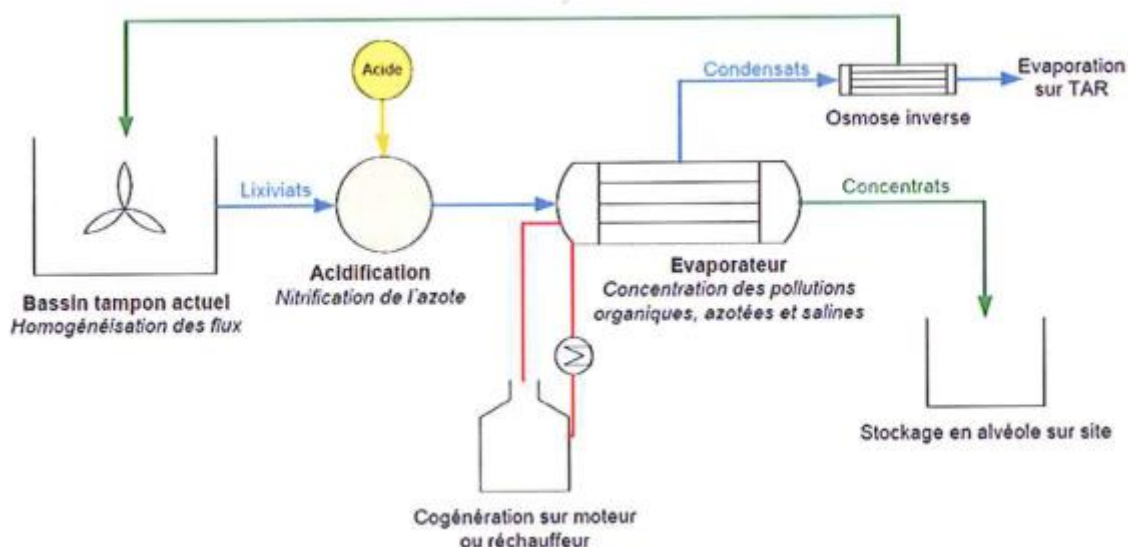 Acide
Condensats
Evaporation
sur TAR
Osmose inverse
Lixiviats
Concentrats
Acidification
Nitrification de l'azote
Evaporateur
Concentration des pollutions
organiques, azotées et salines
Bassin tampon actuel
Homogénéisation des flux
Stockage en alvéole sur site
Cogénération sur moteur
ou réchauffeur